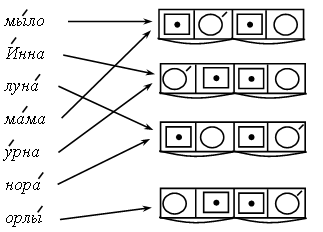 мы́ло
И́нна
луна́
ма́ма
у́рна
нора́
орлы́